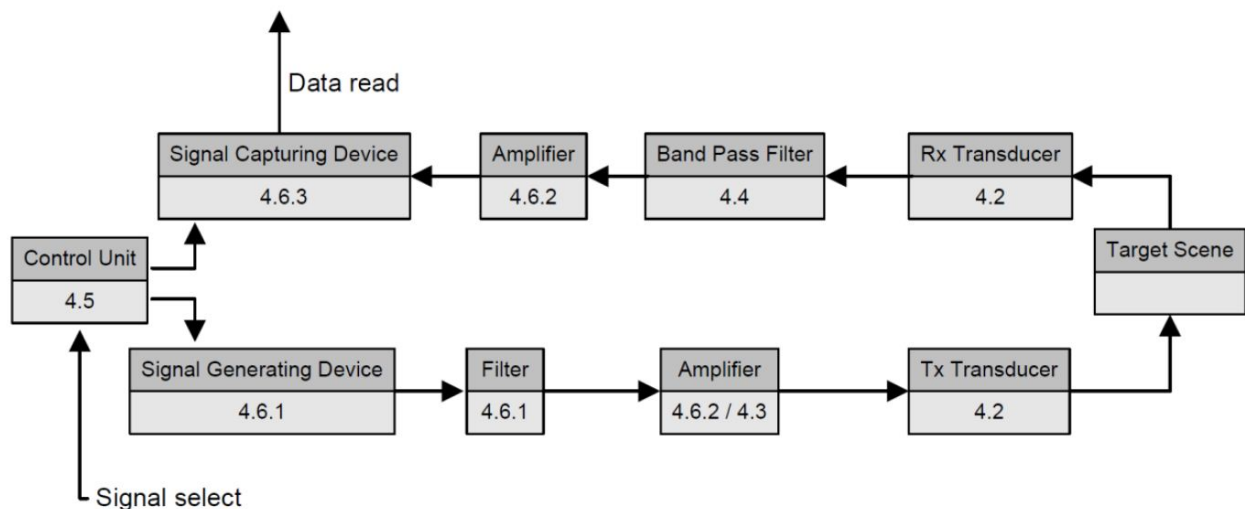 Data read
Signal Capturing Device
4.6.3
Amplifier
4.6.2
Band Pass Filter
4.4
Rx Transducer
4.2
Control Unit
4.5
Target Scene
Signal Generating Device
4.6.1
Filter
4.6.1
Amplifier
4.6.2 / 4.3
Tx Transducer
4.2
Signal select